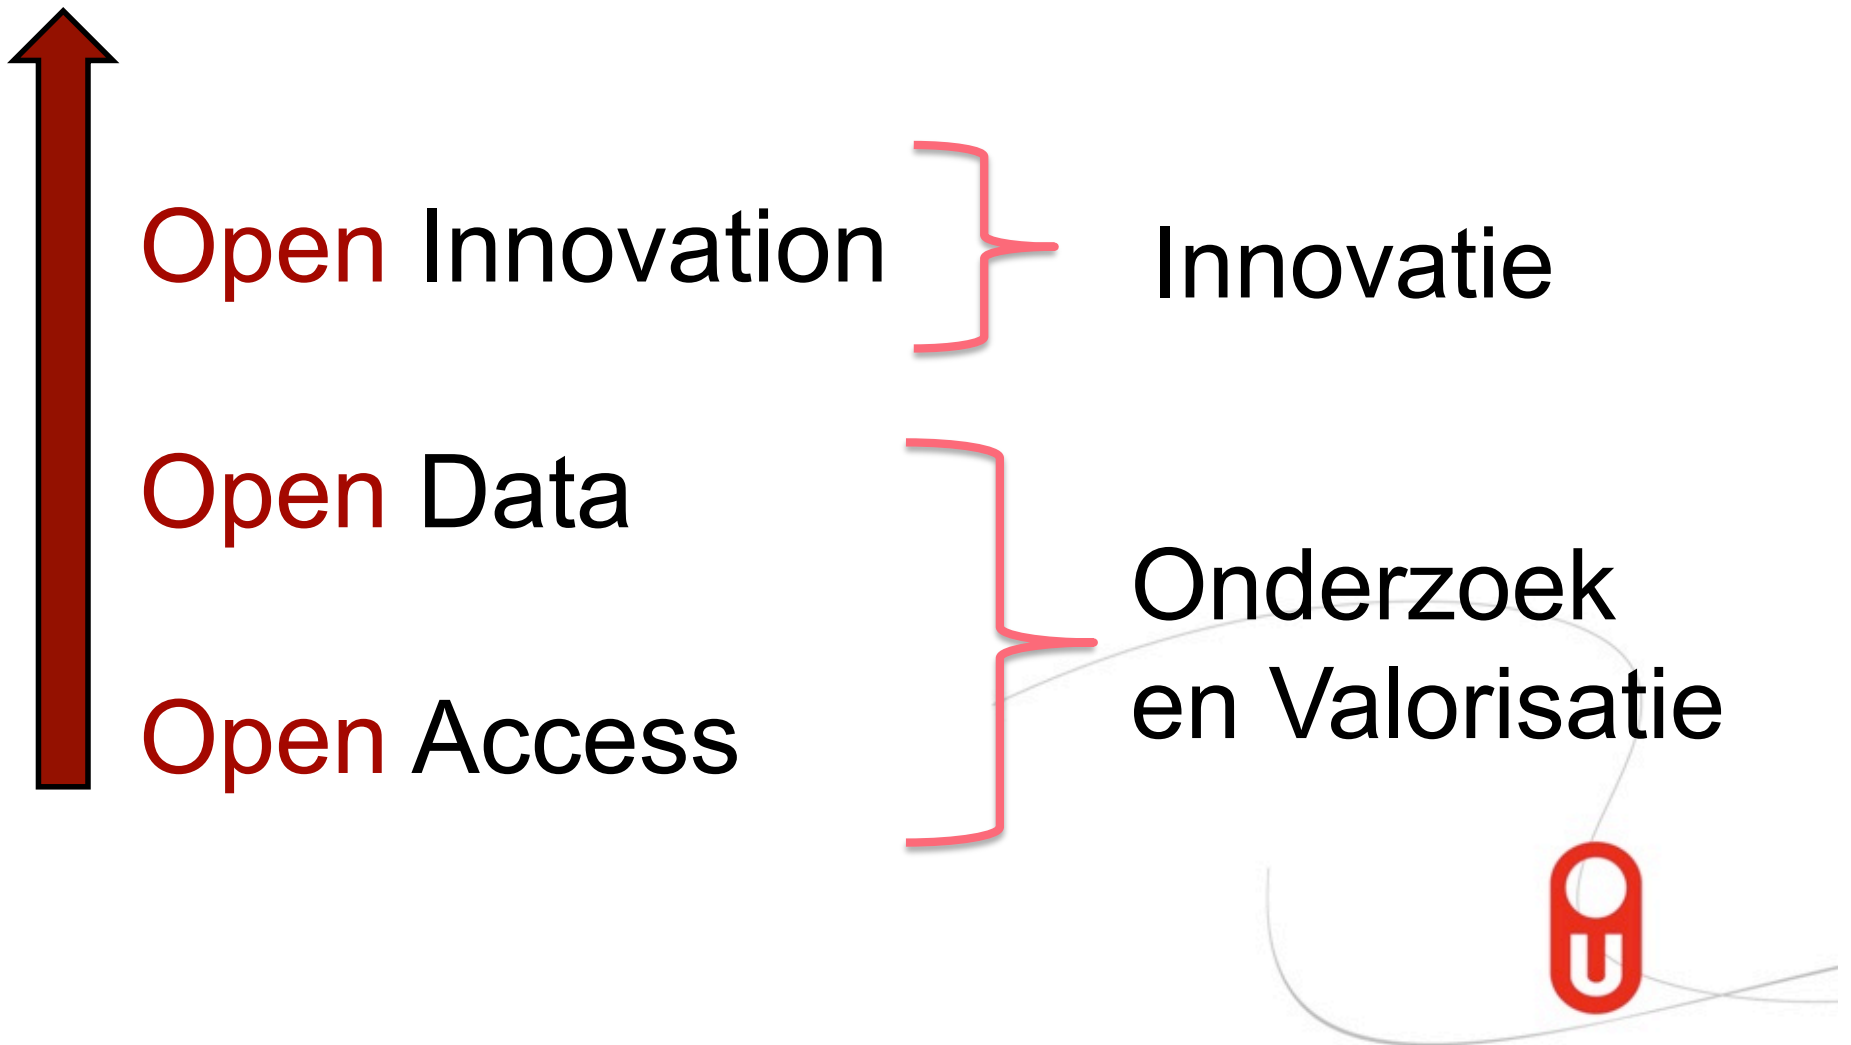 Open Innovation
Innovatie
Open Data
Open Access
Onderzoek
en Valorisatie
U